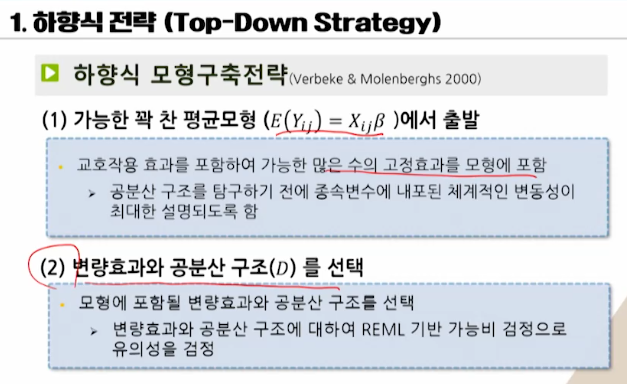 1. 하향식 전략 (Top-Down Strategy)
하향식 모형구축전략(Verbeke & Molenberghs 2000)
(1) 가능한 꽉 찬 평균모형 (E(Y_{ij}) = X_{ij}β )에서 출발
• 교호작용 효과를 포함하여 가능한 많은 수의 고정효과를 모형에 포함
➢ 공분산 구조를 탐구하기 전에 종속변수에 내포된 체계적인 변동성이
최대한 설명되도록 함
(2) 변량효과와 공분산 구조(D) 를 선택
• 모형에 포함될 변량효과와 공분산 구조를 선택
➢ 변량효과와 공분산 구조에 대하여 REML 기반 가능비 검정으로
유의성을 검정